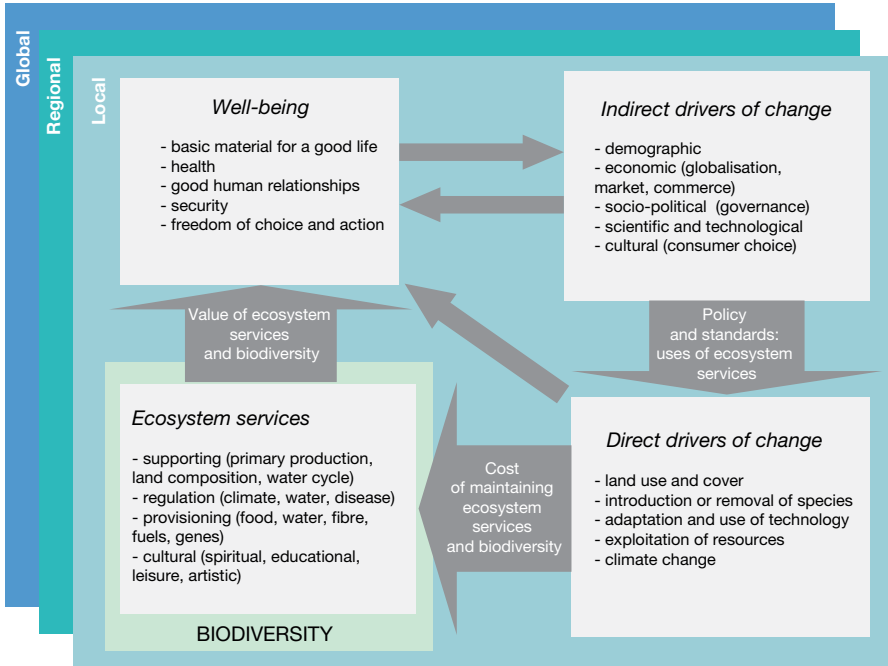 Global
Regional
Local
Well-being
- basic material for a good life
- health
- good human relationships
- security
- freedom of choice and action
Indirect drivers of change
- demographic
- economic (globalisation,
market, commerce)
- socio-political (governance)
- scientific and technological
- cultural (consumer choice)
Value of ecosystem
services
and biodiversity
Policy
and standards:
uses of ecosystem
services
Ecosystem services
- supporting (primary production,
land composition, water cycle)
- regulation (climate, water, disease)
- provisioning (food, water, fibre,
fuels, genes)
- cultural (spiritual, educational,
leisure, artistic)
BIODIVERSITY
Cost
of maintaining
ecosystem
services
and biodiversity
Direct drivers of change
- land use and cover
- introduction or removal of species
- adaptation and use of technology
- exploitation of resources
- climate change